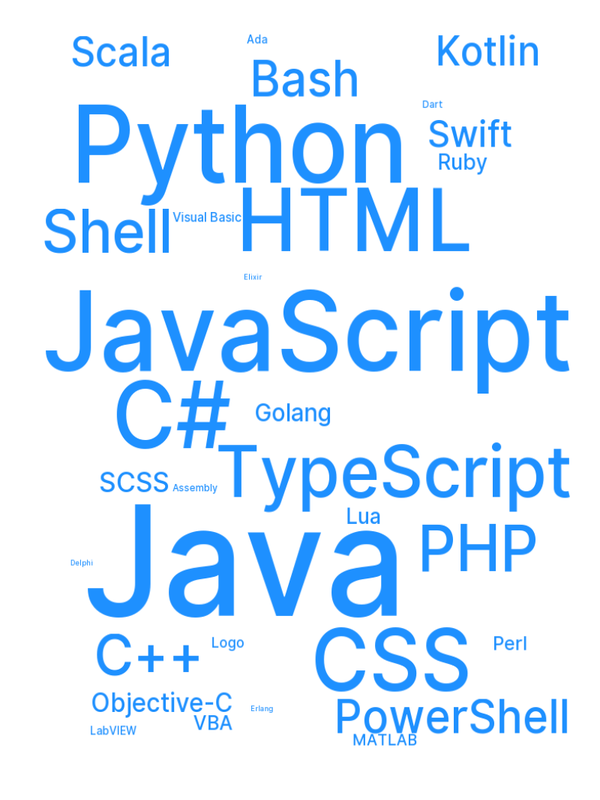 Scala
Ada
Kotlin
Bash
Dart
Python
Swift
Ruby
Shell
Visual Basic
HTML
Elixir
JavaScript
C#
Golang
TypeScript
SCSS
Assembly
Lua
Java
PHP
Delphi
C++
Logo
CSS
Perl
Objective-C
Erlang
PowerShell
VBA
LabVIEW
MATLAB